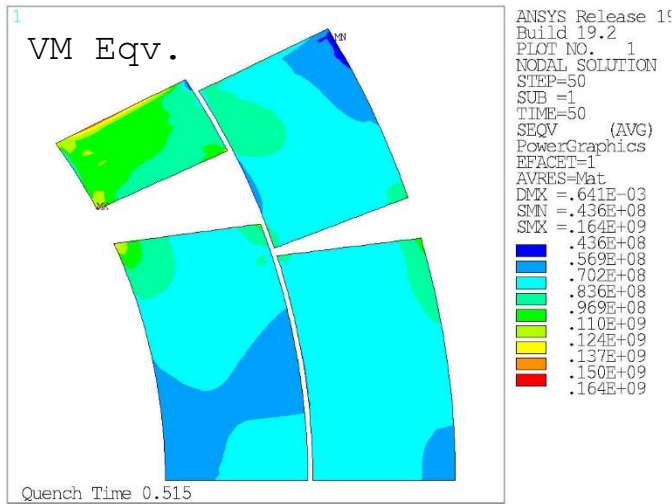 1
VM Eqv.
MN
MX
Quench Time 0.515
ANSYS Release 19
Build 19.2
PLOT NO. 1
NODAL SOLUTION
STEP=50
SUB =1
TIME=50
SEQV (AVG)
PowerGraphics
EFACET=1
AVRES=Mat
DMX =.641E-03
SMN =.436E+08
SMX =.164E+09
.436E+08
.569E+08
.702E+08
.836E+08
.969E+08
.110E+09
.124E+09
.137E+09
.150E+09
.164E+09